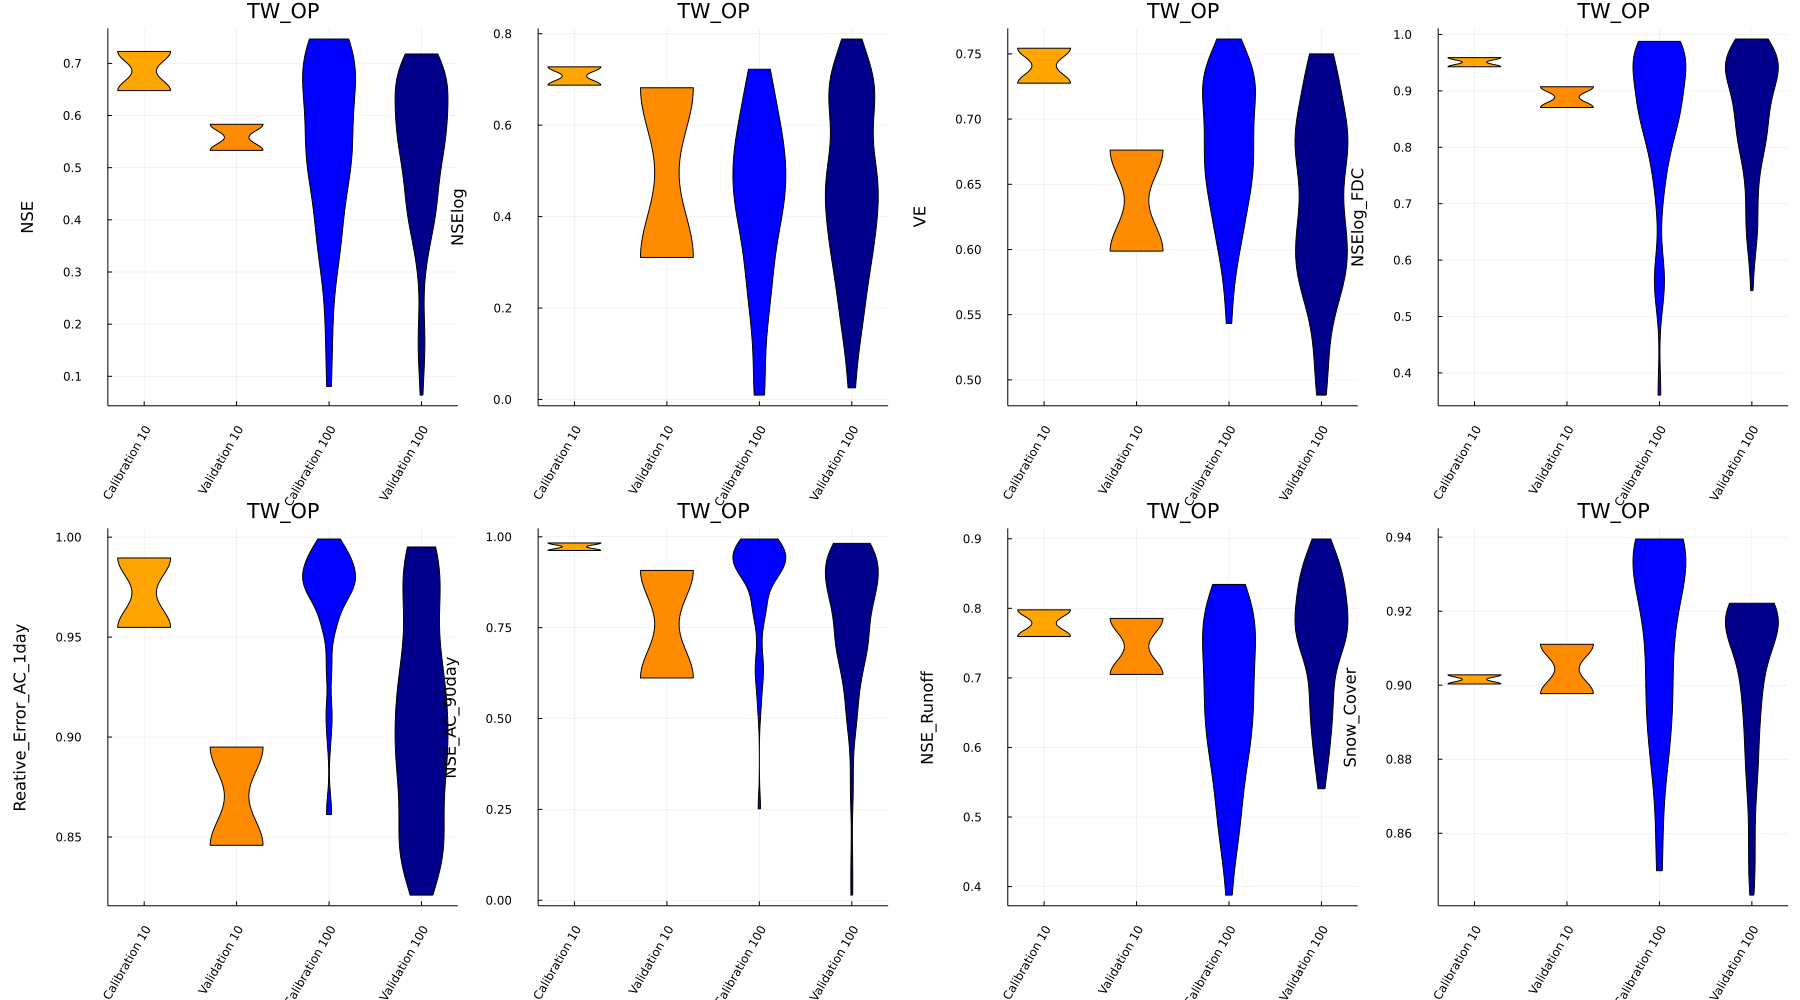 TW_OP
NSE
0.7
0.6
0.5
0.4
0.3
0.2
0.1
Calibration 10
Validation 10
Calibration 100
Validation 100
TW_OP
NSElog
0.8
0.6
0.4
0.2
0.0
Calibration 10
Validation 10
Calibration 100
Validation 100
TW_OP
VE
0.75
0.70
0.65
0.60
0.55
0.50
Calibration 10
Validation 10
Calibration 100
Validation 100
TW_OP
NSElog_FDC
1.0
0.9
0.8
0.7
0.6
0.5
0.4
Calibration 10
Validation 10
Calibration 100
Validation 100
TW_OP
Reative_Error_AC_1day
1.00
0.95
0.90
0.85
Calibration 10
Validation 10
Calibration 100
Validation 100
TW_OP
NSE_AC_90day
1.00
0.75
0.50
0.25
0.00
Calibration 10
Validation 10
Calibration 100
Validation 100
TW_OP
NSE_Runoff
0.9
0.8
0.7
0.6
0.5
0.4
Calibration 10
Validation 10
Calibration 100
Validation 100
TW_OP
Snow_Cover
0.94
0.92
0.90
0.88
0.86
Calibration 10
Validation 10
Calibration 100
Validation 100